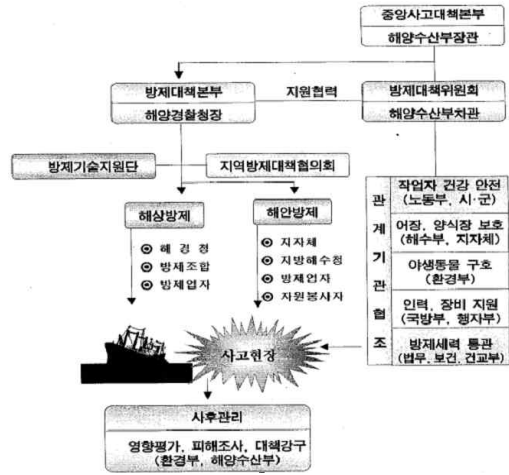 중앙사고대책본부
해양수산부장관
방제대책본부
해양경찰청장
지원협력
방제대책위원회
해양수산부차관
방제기술지원단
지역방제대책협의회
해상방제
해경정
방제조합
방제업자
해안방제
지자체
지방해수청
방제업자
자원봉사자
관계기관협조
작업자 건강 안전
(노동부, 시·군)
어장, 양식장 보호
(해수부, 지자체)
야생동물 구호
(환경부)
인력, 장비 지원
(국방부, 행자부)
방제세력 통관
(법무, 보건, 건교부)
사고현장
사후관리
영향평가, 피해조사, 대책강구
(환경부, 해양수산부)